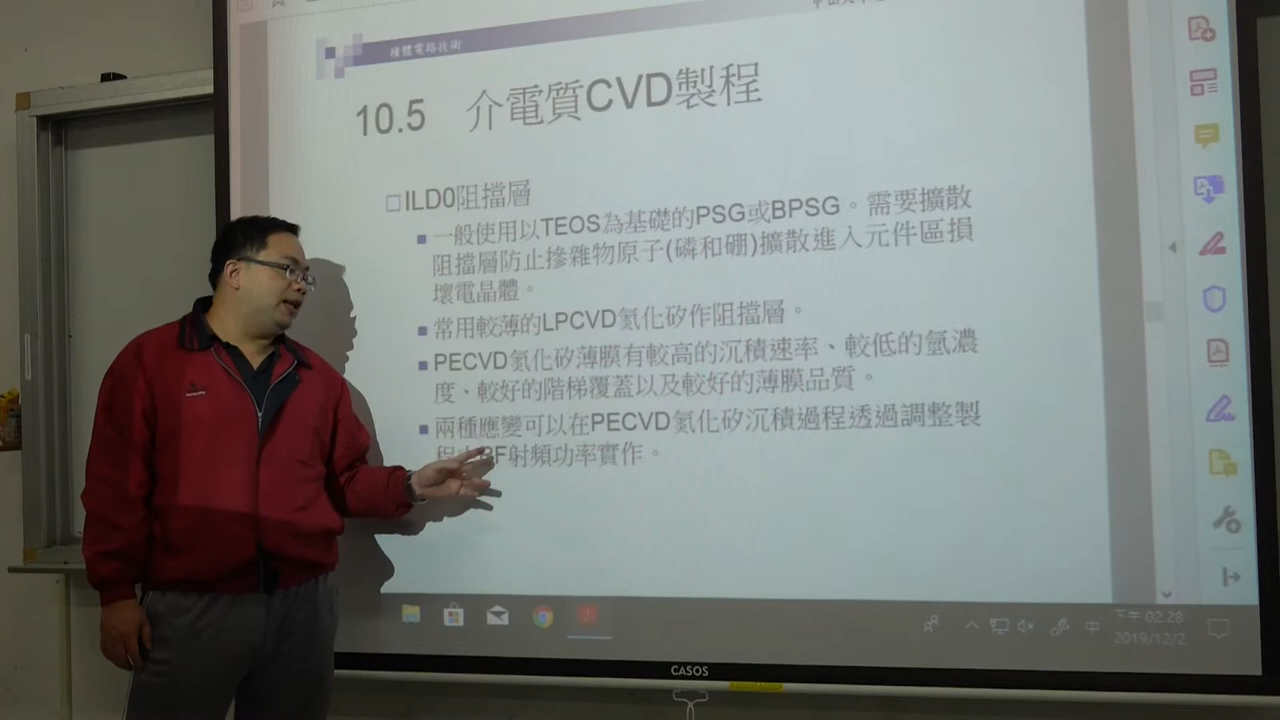 積體電路技術
10.5 介電質CVD製程
ILD0阻擋層
一般使用以TEOS為基礎的PSG或BPSG。需要擴散
阻擋層防止摻雜物原子(磷和硼)擴散進入元件區損
壞電晶體。
常用較薄的LPCVD氮化矽作阻擋層。
PECVD氮化矽薄膜有較高的沉積速率、較低的氫濃
度、較好的階梯覆蓋以及較好的薄膜品質。
兩種應變可以在PECVD氮化矽沉積過程透過調整製
程中RF射頻功率實作。
中
下午 02:28
2019/12/2
CASOS